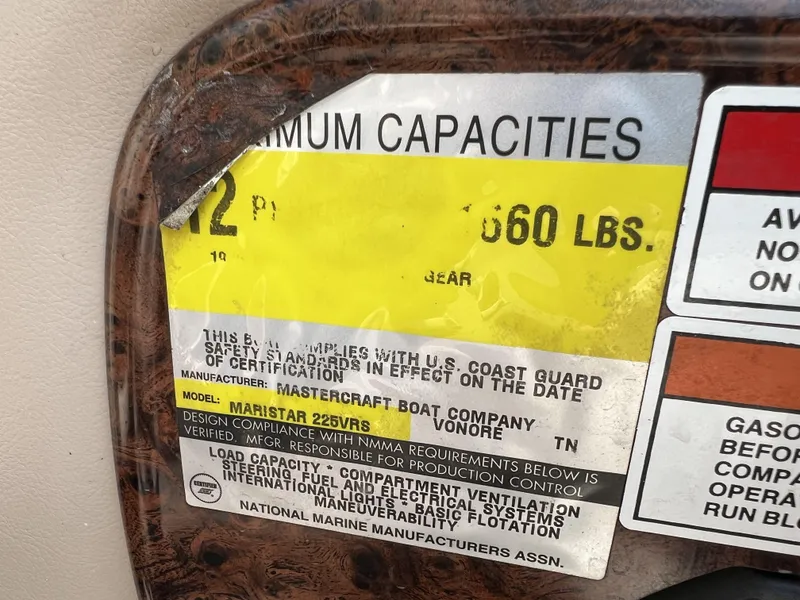 MUM CAPACITIES
12
660 LBS.
GEAR
THIS COMPLIES WITH U.S. COAST GUARD
SAFETY STANDARDS IN EFFECT ON THE DATE
OF CERTIFICATION
MANUFACTURER: MASTERCRAFT BOAT COMPANY
VONORE TN
MODEL: MARISTAR 225VRS
DESIGN COMPLIANCE WITH NMMA REQUIREMENTS BELOW IS
VERIFIED. MFGR. RESPONSIBLE FOR PRODUCTION CONTROL
LOAD CAPACITY * COMPARTMENT VENTILATION
STEERING, FUEL AND ELECTRICAL SYSTEMS
INTERNATIONAL LIGHTS * BASIC FLOTATION
MANEUVERABILITY
NATIONAL MARINE MANUFACTURERS ASSN.
CERTIFIED
AV
NO
ON
GASO
BEFOR
COMPA
OPERA
RUN BLO